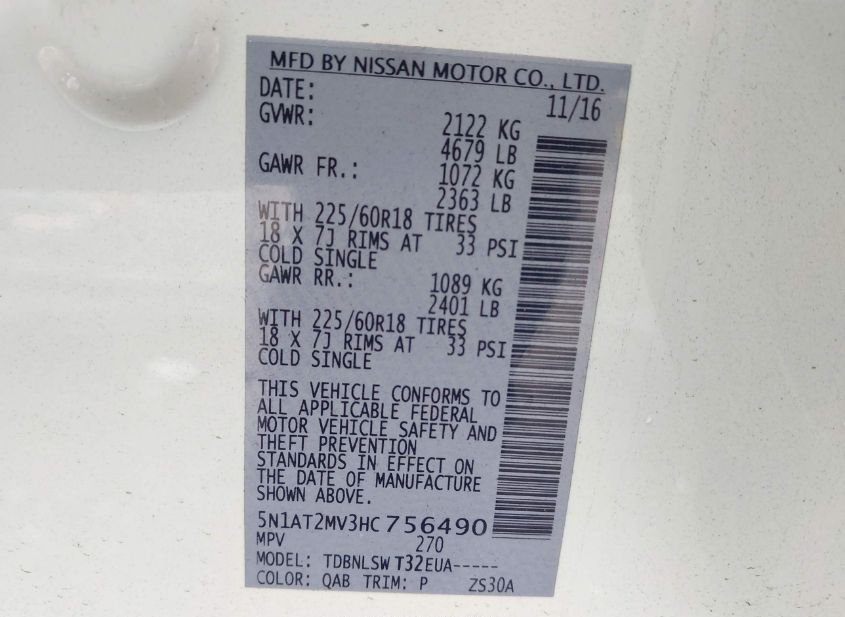 MFD BY NISSAN MOTOR CO., LTD.
DATE: 11/16
GVWR: 2122 KG
4679 LB
GAWR FR.: 1072 KG
2363 LB
WITH 225/60R18 TIRES
18 X 7J RIMS AT 33 PSI
COLD SINGLE
GAWR RR.: 1089 KG
2401 LB
WITH 225/60R18 TIRES
18 X 7J RIMS AT 33 PSI
COLD SINGLE
THIS VEHICLE CONFORMS TO
ALL APPLICABLE FEDERAL
MOTOR VEHICLE SAFETY AND
THEFT PREVENTION
STANDARDS IN EFFECT ON
THE DATE OF MANUFACTURE
SHOWN ABOVE.
5N1AT2MV3HC756490
MPV 270
MODEL: TDBNLSW T32EUA-----
COLOR: QAB TRIM: P ZS30A